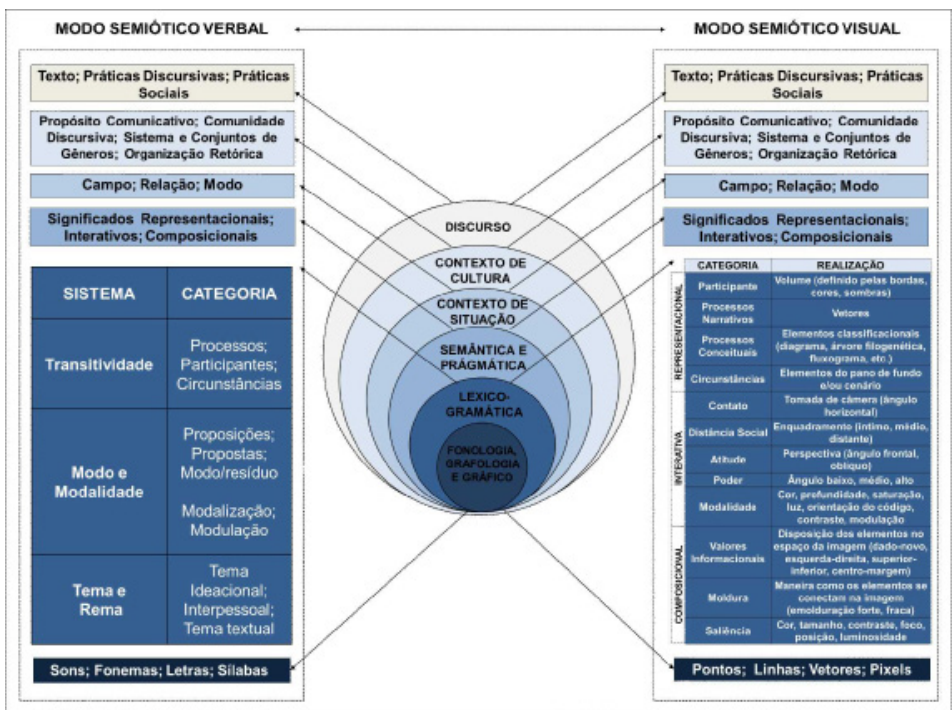 MODO SEMIÓTICO VERBAL
MODO SEMIÓTICO VISUAL
Texto; Práticas Discursivas; Práticas
Sociais
Propósito Comunicativo; Comunidade
Discursiva; Sistema e Conjuntos de
Gêneros; Organização Retórica
Campo; Relação; Modo
Significados Representacionais;
Interativos; Composicionais
SISTEMA
CATEGORIA
Transitividade
Processos;
Participantes;
Circunstâncias
Modo e
Modalidade
Proposições;
Propostas;
Modo/resíduo
Modalização;
Modulação
Tema e
Rema
Tema
Ideacional;
Interpessoal;
Tema textual
Sons; Fonemas; Letras; Sílabas
DISCURSO
CONTEXTO DE
CULTURA
CONTEXTO DE
SITUAÇÃO
SEMÂNTICA E
PRÁGMÁTICA
LEXICO-
GRAMÁTICA
FONOLOGIA,
GRAFOLOGIA
E GRÁFICO
Texto; Práticas Discursivas; Práticas
Sociais
Propósito Comunicativo; Comunidade
Discursiva; Sistema e Conjuntos de
Gêneros; Organização Retórica
Campo; Relação; Modo
Significados Representacionais;
Interativos; Composicionais
CATEGORIA
REALIZAÇÃO
REPRESENTACIONAL
Participante
Volume (definido pelas bordas,
cores, sombras)
Processos
Narrativos
Vetores
Processos
Conceituais
Elementos classificacionais
(diagrama, árvore filogenética,
fluxograma, etc.)
Circunstâncias
Elementos do pano de fundo
e/ou cenário
INTERATIVA
Contato
Tomada de câmera (ângulo
horizontal)
Distância Social
Enquadramento (íntimo, médio,
distante)
Atitude
Perspectiva (ângulo frontal,
oblíquo)
Poder
Ângulo baixo, médio, alto
Modalidade
Cor, profundidade, saturação,
luz, orientação do código,
contraste, modulação
COMPOSICIONAL
Valores
Informacionais
Disposição dos elementos no
espaço da imagem (dado-novo,
esquerda-direita, superior-
inferior, centro-margem)
Moldura
Maneira como os elementos se
conectam na imagem
(emolduração forte, fraca)
Saliência
Cor, tamanho, contraste, foco,
posição, luminosidade
Pontos; Linhas; Vetores; Pixels